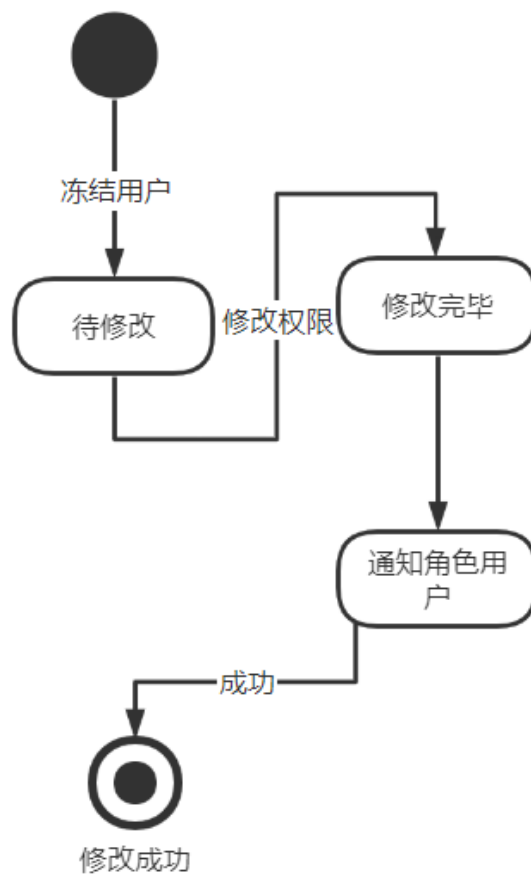 冻结用户
待修改
修改权限
修改完毕
通知角色用
户
成功
修改成功